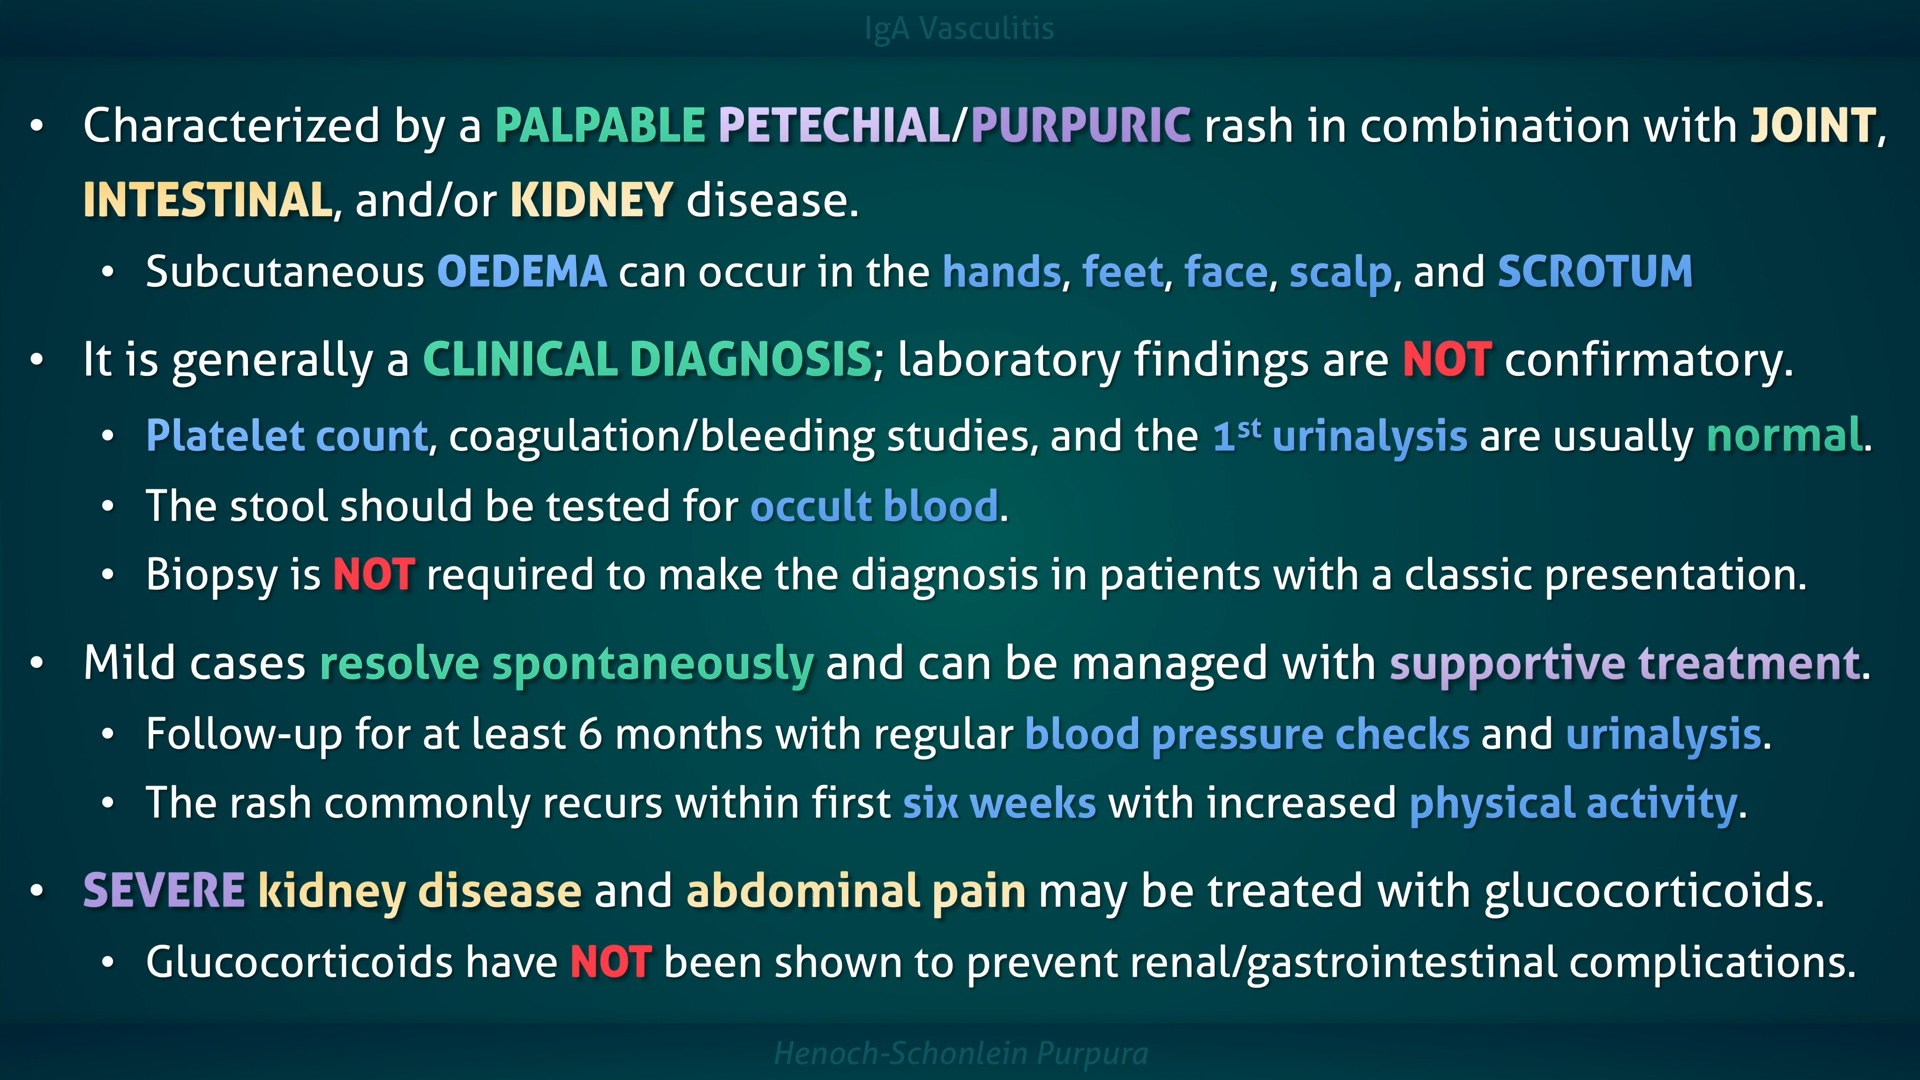 IgA Vasculitis
• Characterized by a PALPABLE PETECHIAL/PURPURIC rash in combination with JOINT,
INTESTINAL, and/or KIDNEY disease.
• Subcutaneous OEDEMA can occur in the hands, feet, face, scalp, and SCROTUM
• It is generally a CLINICAL DIAGNOSIS; laboratory findings are NOT confirmatory.
• Platelet count, coagulation/bleeding studies, and the 1st urinalysis are usually normal.
• The stool should be tested for occult blood.
• Biopsy is NOT required to make the diagnosis in patients with a classic presentation.
• Mild cases resolve spontaneously and can be managed with supportive treatment.
• Follow-up for at least 6 months with regular blood pressure checks and urinalysis.
• The rash commonly recurs within first six weeks with increased physical activity.
• SEVERE kidney disease and abdominal pain may be treated with glucocorticoids.
• Glucocorticoids have NOT been shown to prevent renal/gastrointestinal complications.
Henoch-Schonlein Purpura